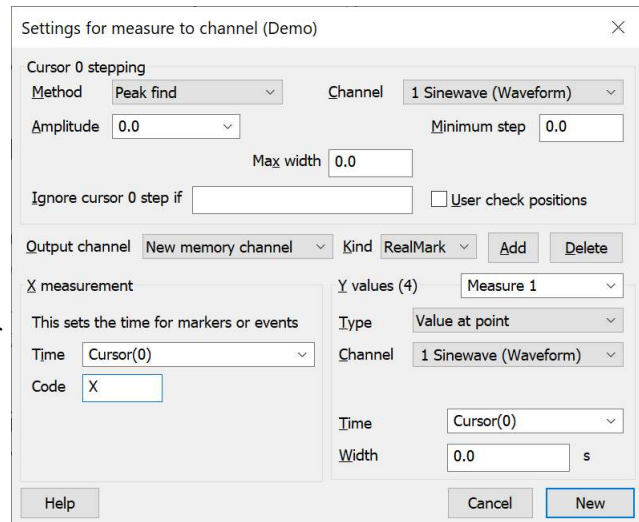 Settings for measure to channel (Demo)
Cursor 0 stepping
Method Peak find Channel 1 Sinewave (Waveform)
Amplitude 0.0 Minimum step 0.0
Max width 0.0
Ignore cursor 0 step if User check positions
Output channel New memory channel Kind RealMark Add Delete
X measurement Y values (4) Measure 1
This sets the time for markers or events Type Value at point
Time Cursor(0) Channel 1 Sinewave (Waveform)
Code X
Time Cursor(0)
Width 0.0 s
Help Cancel New